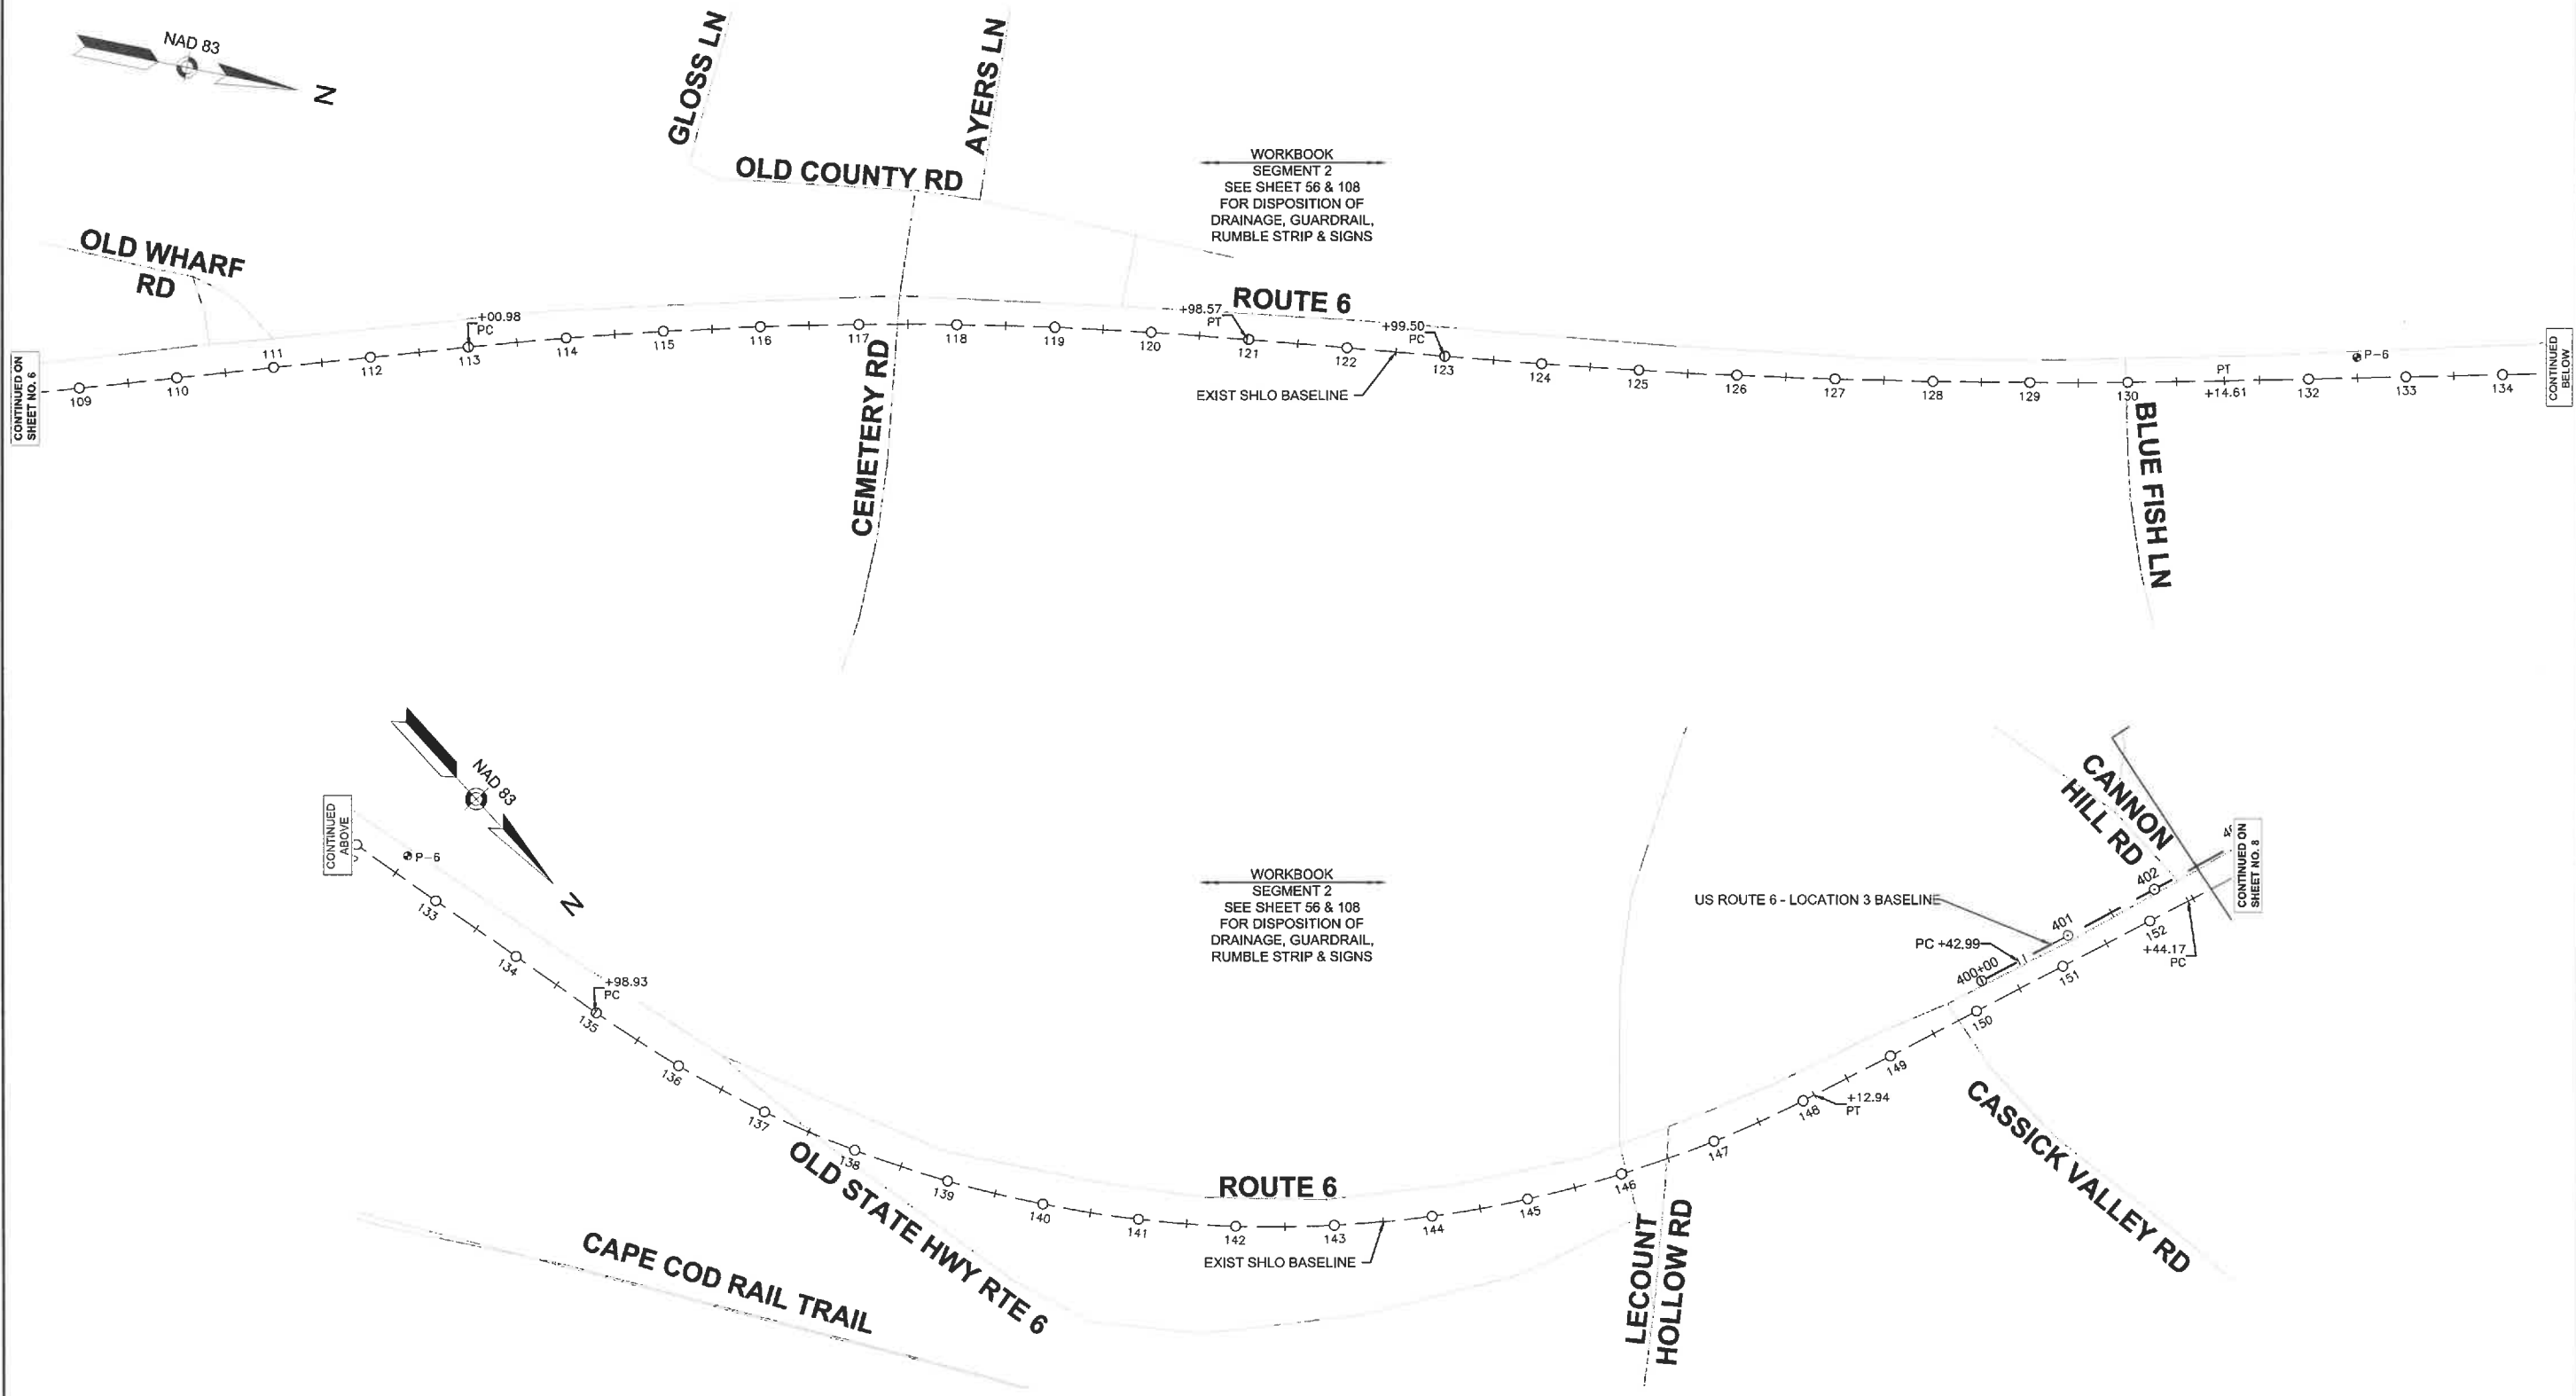 NAD 83
N
GLOSS LN
AYERS LN
OLD COUNTY RD
WORKBOOK
SEGMENT 2
SEE SHEET 56 & 108
FOR DISPOSITION OF
DRAINAGE, GUARDRAIL,
RUMBLE STRIP & SIGNS
OLD WHARF
RD
CONTINUED ON
SHEET NO. 6
109
110
111
112
+00.98
PC
113
114
115
116
117
118
119
120
+98.57
PT
121
ROUTE 6
122
+99.50
PC
123
EXIST SHLO BASELINE
124
125
126
127
128
129
130
PT
+14.61
P-6
132
133
134
CONTINUED
BELOW
CEMETERY RD
BLUE FISH LN
NAD 83
N
CONTINUED
ABOVE
P-6
133
134
+98.93
PC
135
136
137
138
139
140
141
142
143
144
145
146
147
148
+12.94
PT
149
150
151
152
+44.17
PC
ROUTE 6
EXIST SHLO BASELINE
OLD STATE HWY RTE 6
CAPE COD RAIL TRAIL
WORKBOOK
SEGMENT 2
SEE SHEET 56 & 108
FOR DISPOSITION OF
DRAINAGE, GUARDRAIL,
RUMBLE STRIP & SIGNS
LECOUNT
HOLLOW RD
CANNON
HILL RD
US ROUTE 6 - LOCATION 3 BASELINE
PC +42.99
400+00
401
402
CONTINUED ON
SHEET NO. 8
CASSICK VALLEY RD